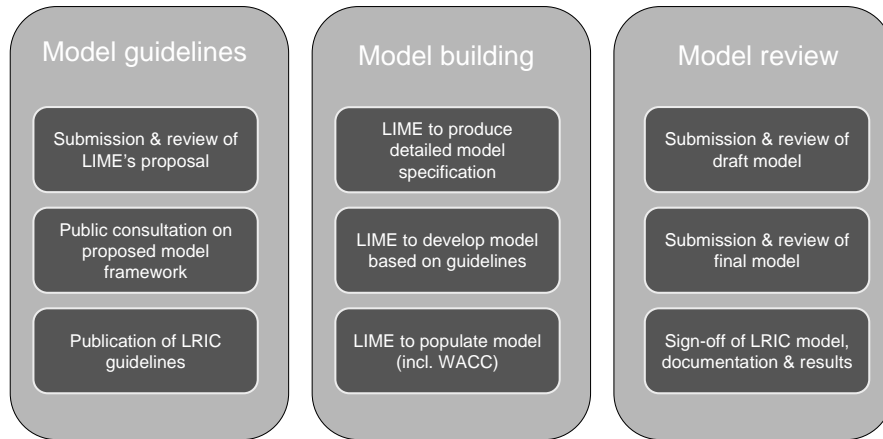 Model guidelines
Submission & review of
LIME's proposal
Public consultation on
proposed model
framework
Publication of LRIC
guidelines
Model building
LIME to produce
detailed model
specification
LIME to develop model
based on guidelines
LIME to populate model
(incl. WACC)
Model review
Submission & review of
draft model
Submission & review of
final model
Sign-off of LRIC model,
documentation & results